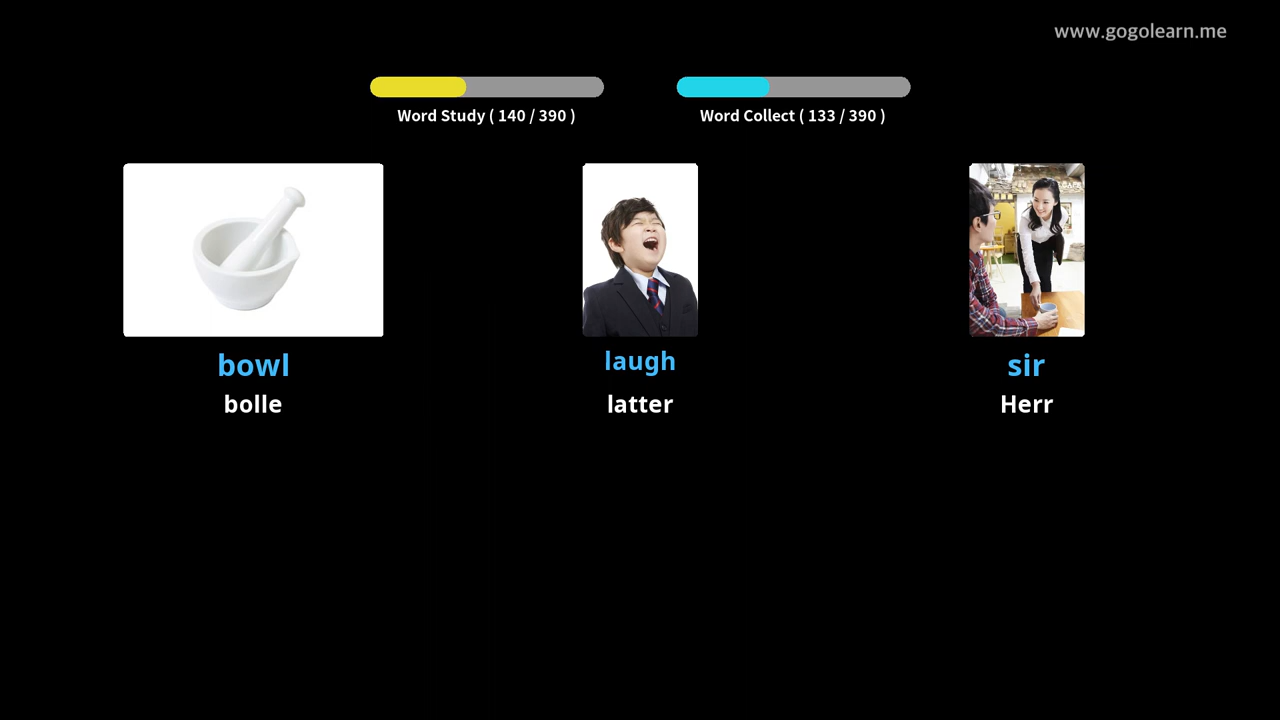 www.gogolearn.me
Word Study ( 140 / 390 )
Word Collect ( 133 / 390 )
bowl
bolle
laugh
latter
sir
Herr